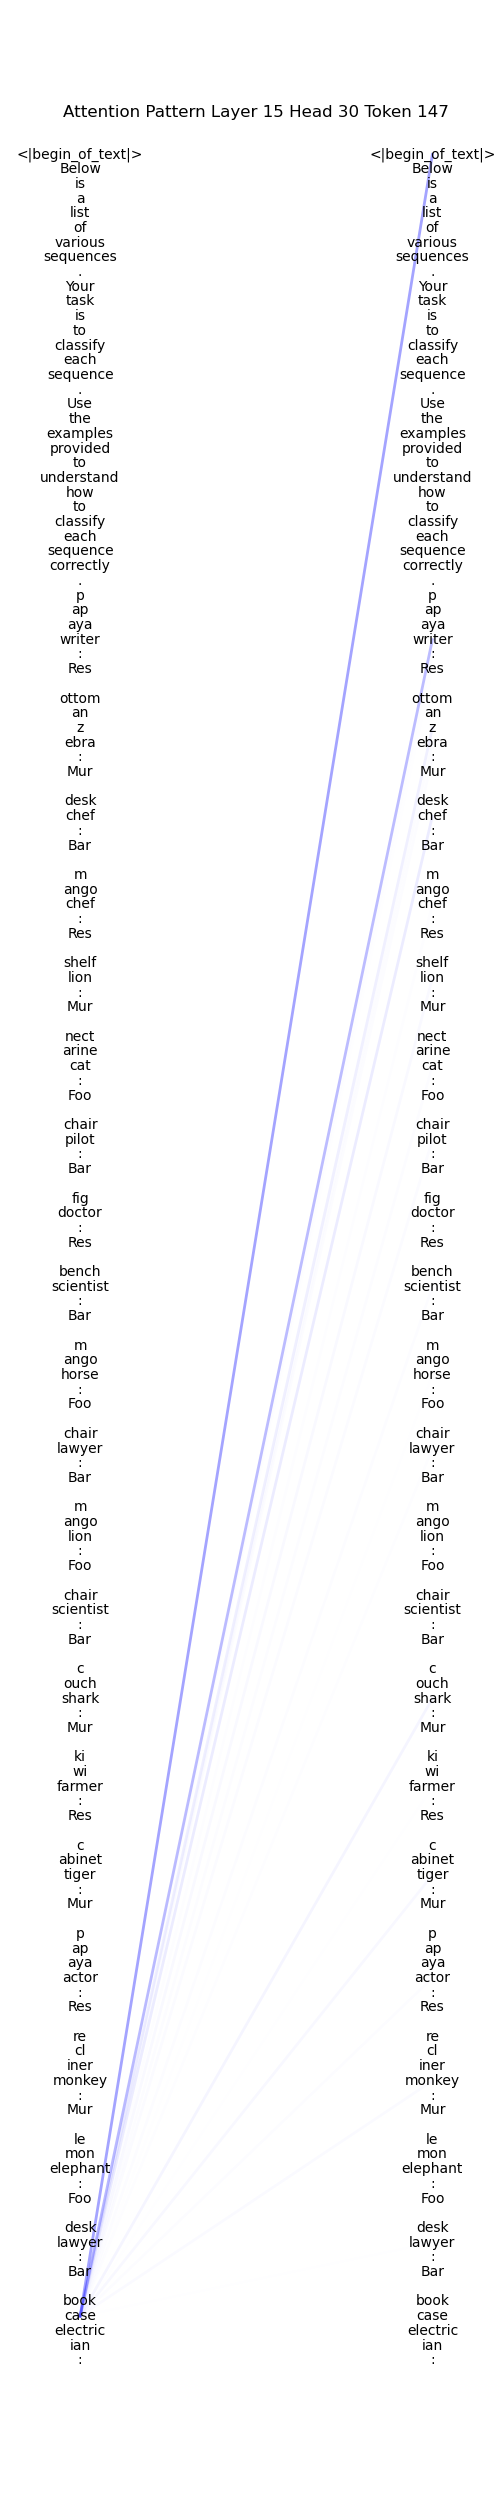 Attention Pattern Layer 15 Head 30 Token 147
<|begin_of_text|>
Below
is
a
list
of
various
sequences
.
Your
task
is
to
classify
each
sequence
.
Use
the
examples
provided
to
understand
how
to
classify
each
sequence
correctly
.
p
ap
aya
writer
:
Res
ottom
an
z
ebra
:
Mur
desk
chef
:
Bar
m
ango
chef
:
Res
shelf
lion
:
Mur
nect
arine
cat
:
Foo
chair
pilot
:
Bar
fig
doctor
:
Res
bench
scientist
:
Bar
m
ango
horse
:
Foo
chair
lawyer
:
Bar
m
ango
lion
:
Foo
chair
scientist
:
Bar
c
ouch
shark
:
Mur
ki
wi
farmer
:
Res
c
abinet
tiger
:
Mur
p
ap
aya
actor
:
Res
re
cl
iner
monkey
:
Mur
le
mon
elephant
:
Foo
desk
lawyer
:
Bar
book
case
electric
ian
:
<|begin_of_text|>
Below
is
a
list
of
various
sequences
.
Your
task
is
to
classify
each
sequence
.
Use
the
examples
provided
to
understand
how
to
classify
each
sequence
correctly
.
p
ap
aya
writer
:
Res
ottom
an
z
ebra
:
Mur
desk
chef
:
Bar
m
ango
chef
:
Res
shelf
lion
:
Mur
nect
arine
cat
:
Foo
chair
pilot
:
Bar
fig
doctor
:
Res
bench
scientist
:
Bar
m
ango
horse
:
Foo
chair
lawyer
:
Bar
m
ango
lion
:
Foo
chair
scientist
:
Bar
c
ouch
shark
:
Mur
ki
wi
farmer
:
Res
c
abinet
tiger
:
Mur
p
ap
aya
actor
:
Res
re
cl
iner
monkey
:
Mur
le
mon
elephant
:
Foo
desk
lawyer
:
Bar
book
case
electric
ian
: